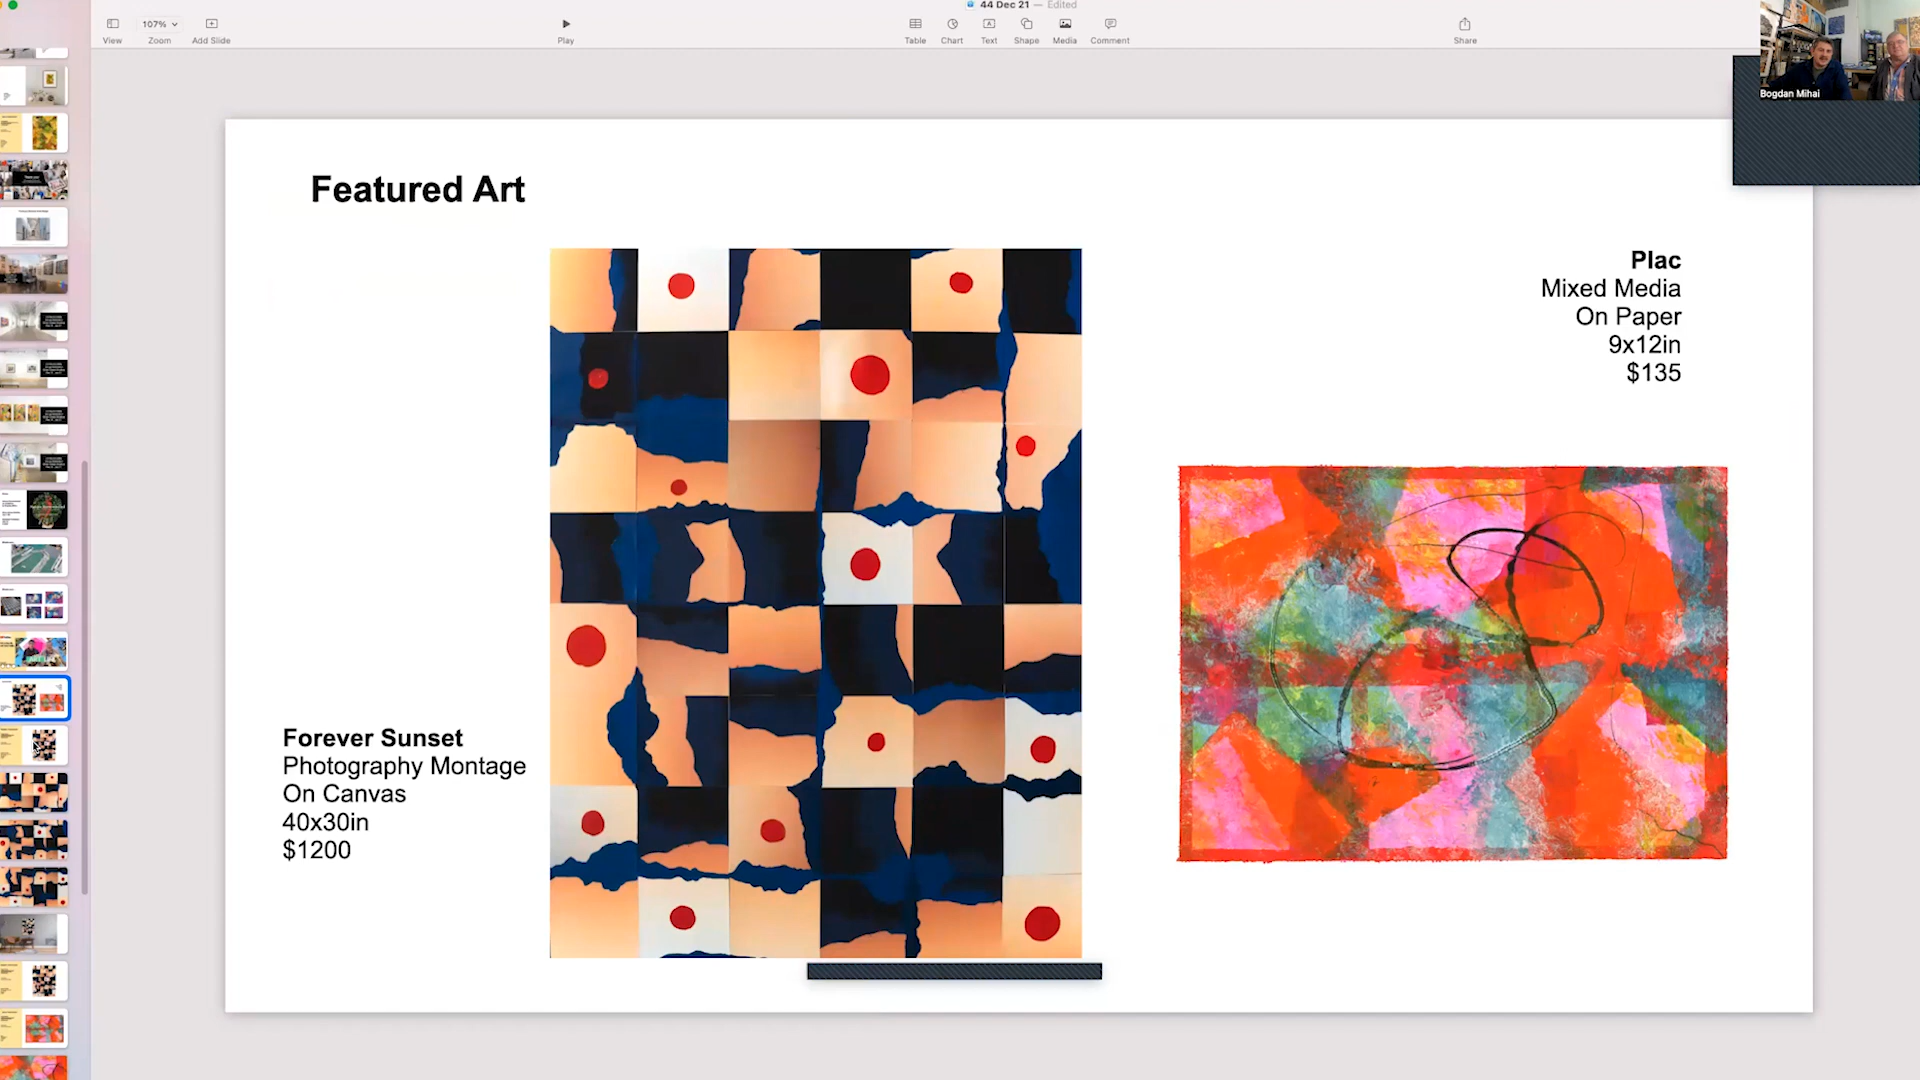 44 Dec 21 — Edited
107%
View
Zoom
Add Slide
Play
Table
Chart
Text
Shape
Media
Comment
Share
Bogdan Mihai
Featured Art
Plac
Mixed Media
On Paper
9x12in
$135
Forever Sunset
Photography Montage
On Canvas
40x30in
$1200